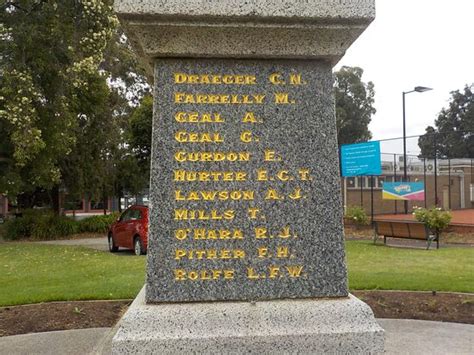 DRAEGER C.N.
FARRELLY M.
GEAL A.
GEAL G.
GURDON E.
HURTER E.C.T.
LAWSON A.J.
MILLS T.
O'HARA R.J.
PITHER F.H.
ROLFE L.F.W.